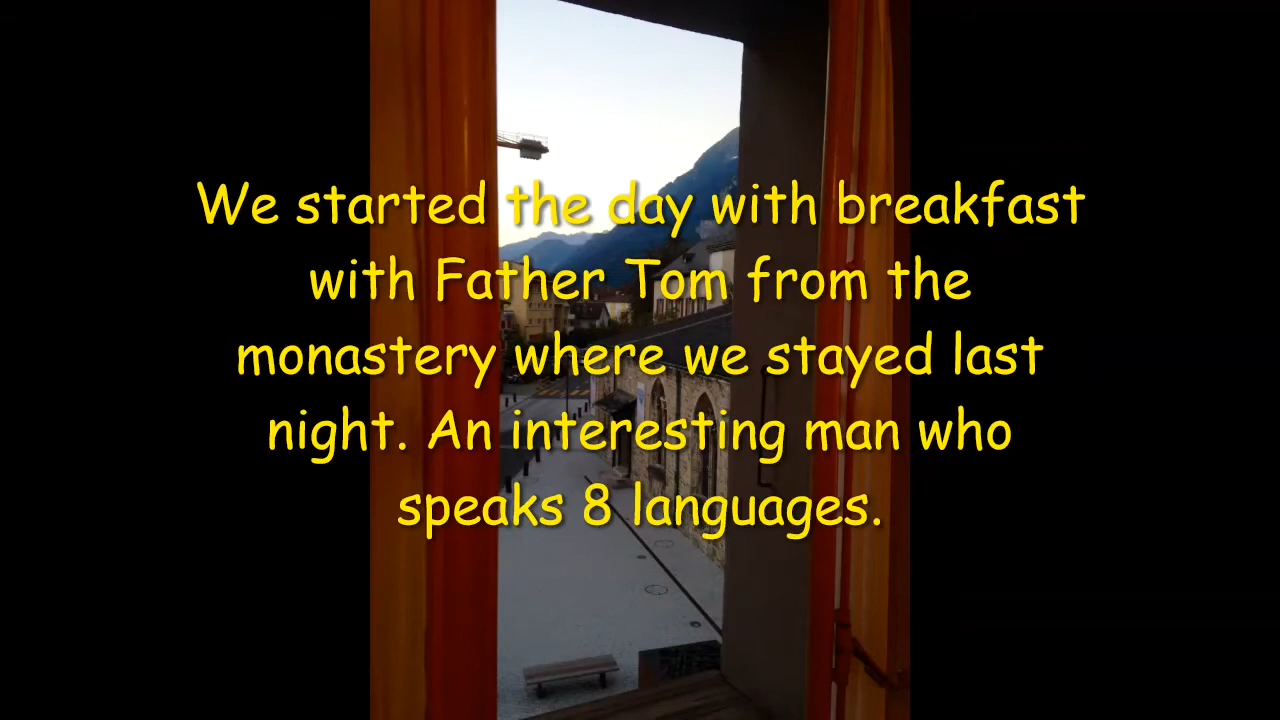 We started the day with breakfast
with Father Tom from the
monastery where we stayed last
night. An interesting man who
speaks 8 languages.